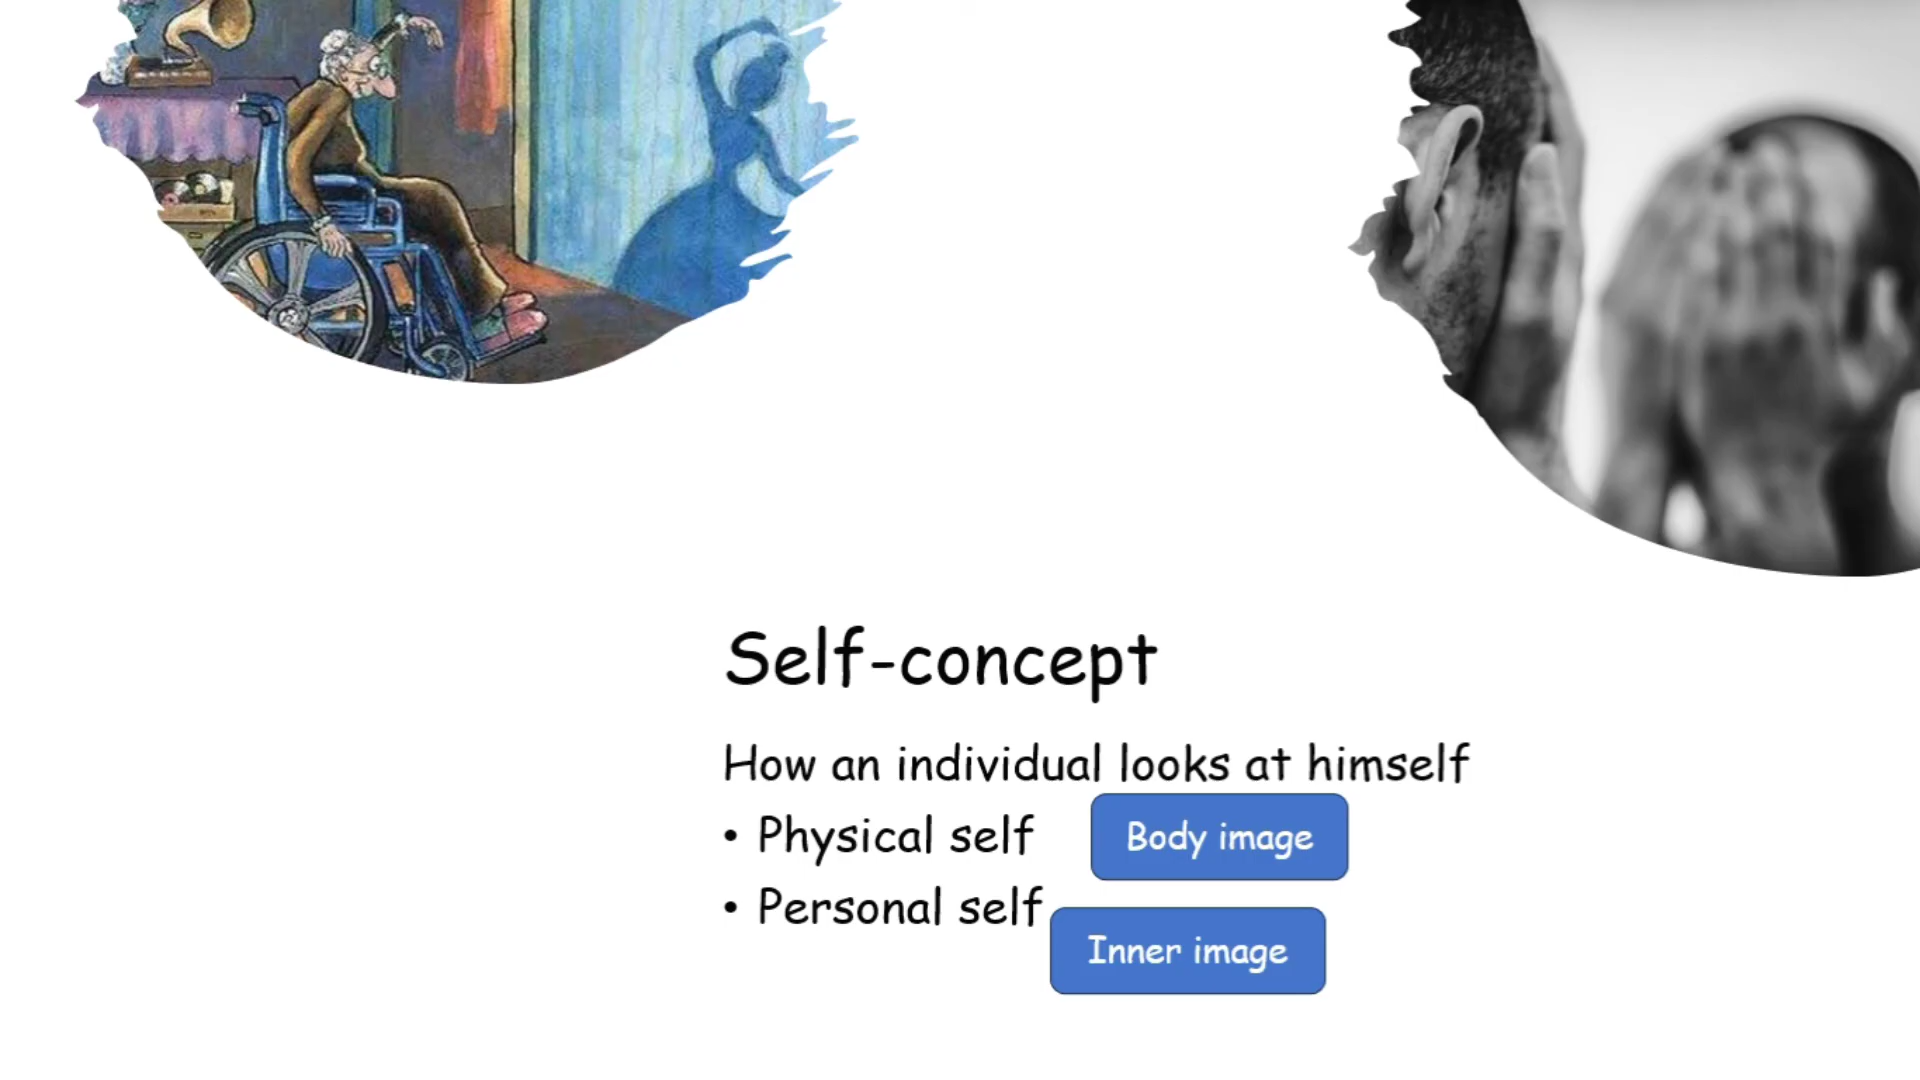 Self-concept
How an individual looks at himself
• Physical self
Body image
• Personal self
Inner image